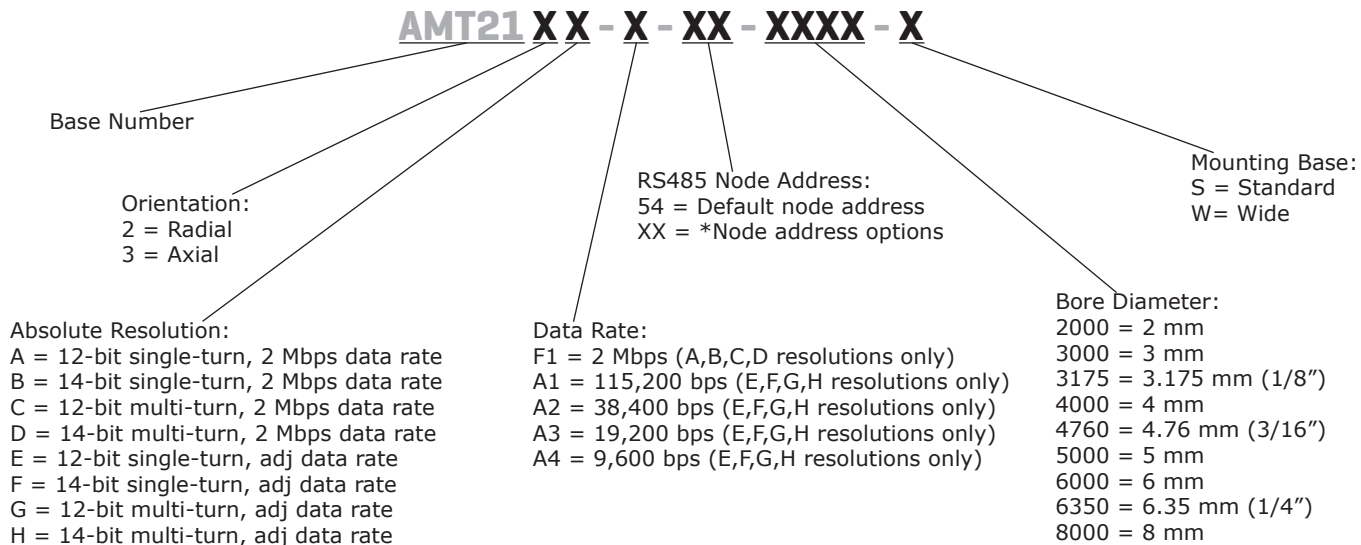 AMT21 X X - X - XX - XXXX - X
Base Number
Orientation:
2 = Radial
3 = Axial
Absolute Resolution:
A = 12-bit single-turn, 2 Mbps data rate
B = 14-bit single-turn, 2 Mbps data rate
C = 12-bit multi-turn, 2 Mbps data rate
D = 14-bit multi-turn, 2 Mbps data rate
E = 12-bit single-turn, adj data rate
F = 14-bit single-turn, adj data rate
G = 12-bit multi-turn, adj data rate
H = 14-bit multi-turn, adj data rate
Data Rate:
F1 = 2 Mbps (A,B,C,D resolutions only)
A1 = 115,200 bps (E,F,G,H resolutions only)
A2 = 38,400 bps (E,F,G,H resolutions only)
A3 = 19,200 bps (E,F,G,H resolutions only)
A4 = 9,600 bps (E,F,G,H resolutions only)
RS485 Node Address:
54 = Default node address
XX = *Node address options
Bore Diameter:
2000 = 2 mm
3000 = 3 mm
3175 = 3.175 mm (1/8”)
4000 = 4 mm
4760 = 4.76 mm (3/16”)
5000 = 5 mm
6000 = 6 mm
6350 = 6.35 mm (1/4”)
8000 = 8 mm
Mounting Base:
S = Standard
W= Wide